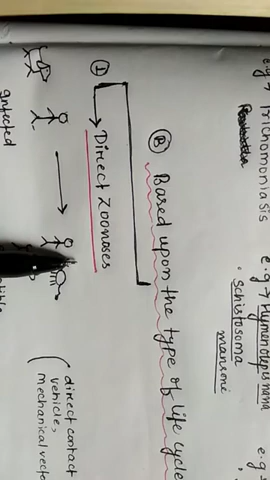 e.g → Trichomoniasis
e.g → Hymenolepis nana
• Schistosoma
mansoni
e.g
(B) Based upon the type of life cycle
(I)
→ Direct Zoonoses
infected
(direct contact
vehicle,
mechanical vecto